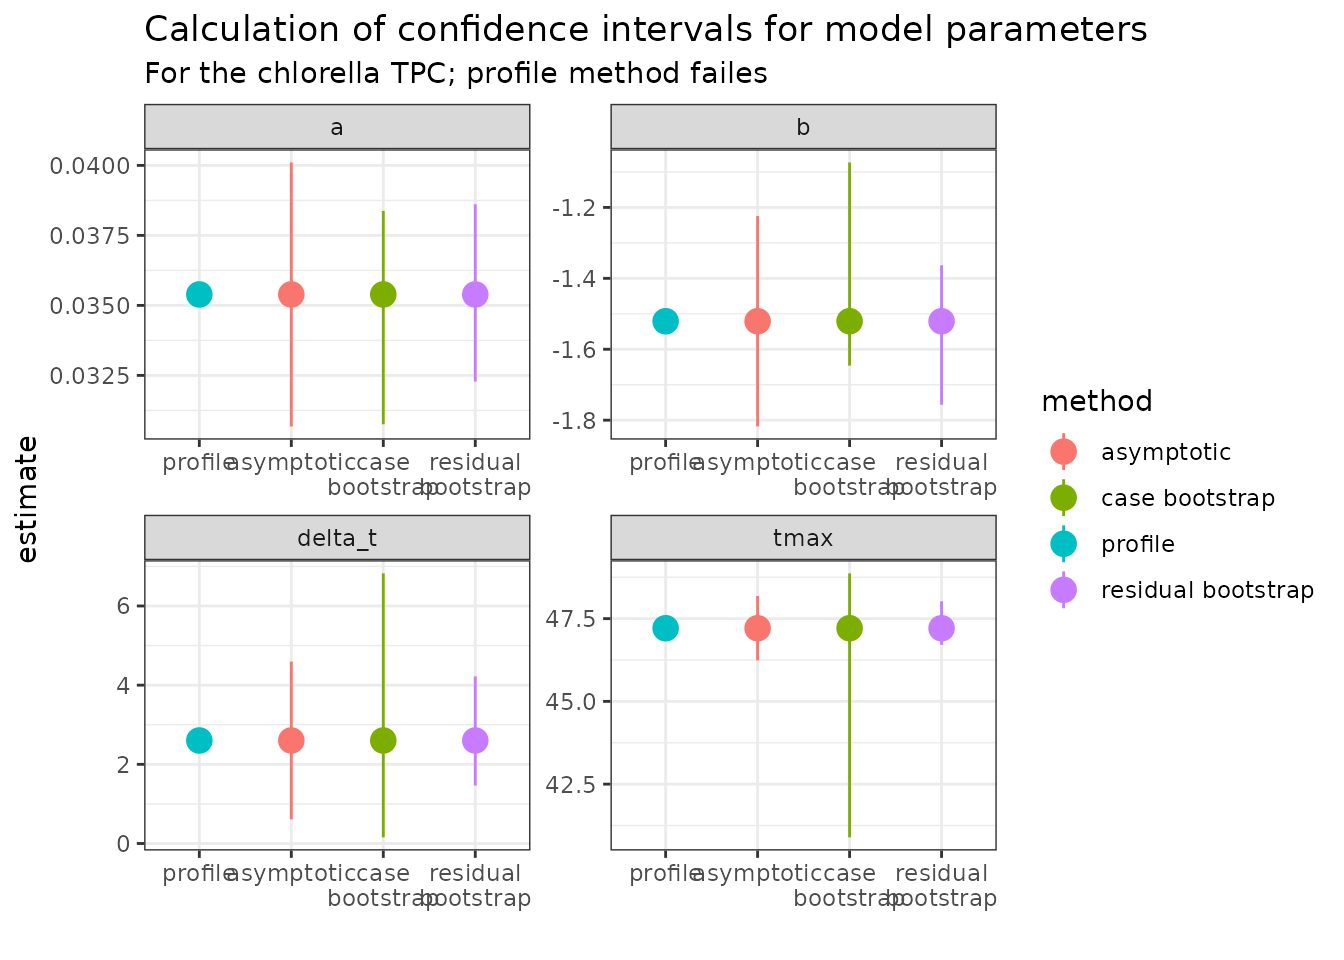 Calculation of confidence intervals for model parameters
For the chlorella TPC; profile method failes
a
b
0.0400
0.0375
0.0350
0.0325
-1.2
-1.4
-1.6
-1.8
profile asymptotic case bootstrap residual bootstrap
profile asymptotic case bootstrap residual bootstrap
estimate
delta_t
tmax
6
4
2
0
47.5
45.0
42.5
profile asymptotic case bootstrap residual bootstrap
profile asymptotic case bootstrap residual bootstrap
method
asymptotic
case bootstrap
profile
residual bootstrap